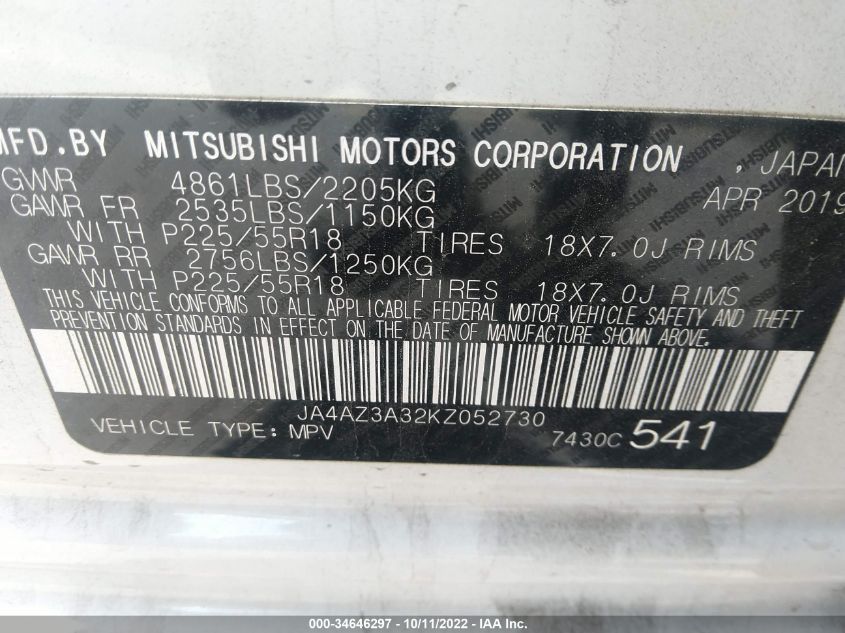 MFD.BY MITSUBISHI MOTORS CORPORATION , JAPAN
GVWR 4861LBS/2205KG APR 2019
GAWR FR 2535LBS/1150KG
WITH P225/55R18 TIRES 18X7.0J RIMS
GAWR RR 2756LBS/1250KG
WITH P225/55R18 TIRES 18X7.0J RIMS
THIS VEHICLE CONFORMS TO ALL APPLICABLE FEDERAL MOTOR VEHICLE SAFETY AND THEFT
PREVENTION STANDARDS IN EFFECT ON THE DATE OF MANUFACTURE SHOWN ABOVE.
JA4AZ3A32KZ052730
VEHICLE TYPE: MPV 7430C 541
000-34646297 - 10/11/2022 - IAA Inc.